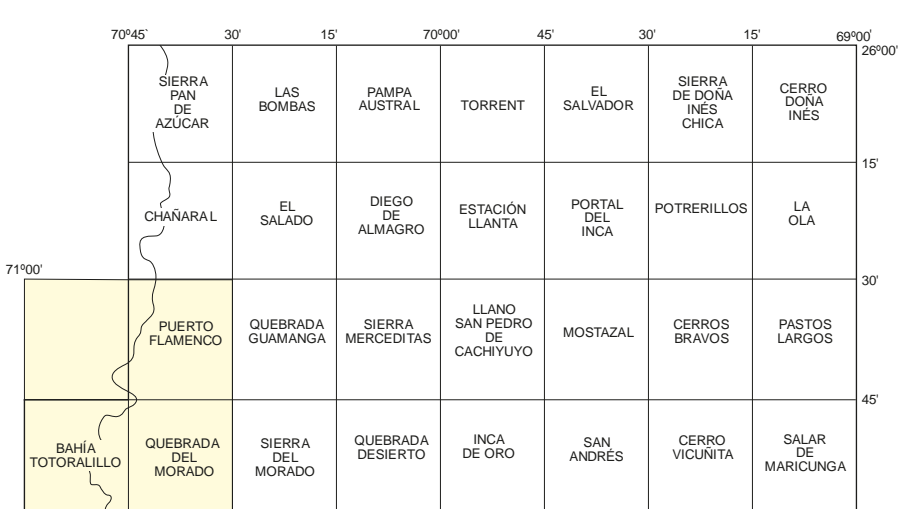 70º45'
30'
15'
70º00'
45'
30'
15'
69º00'
26º00'
SIERRA
PAN
DE
AZÚCAR
LAS
BOMBAS
PAMPA
AUSTRAL
TORRENT
EL
SALVADOR
SIERRA
DE DOÑA
INÉS
CHICA
CERRO
DOÑA
INÉS
15'
CHAÑARAL
EL
SALADO
DIEGO
DE
ALMAGRO
ESTACIÓN
LLANTA
PORTAL
DEL
INCA
POTRERILLOS
LA
OLA
71º00'
30'
PUERTO
FLAMENCO
QUEBRADA
GUAMANGA
SIERRA
MERCEDITAS
LLANO
SAN PEDRO
DE
CACHIYUYO
MOSTAZAL
CERROS
BRAVOS
PASTOS
LARGOS
45'
BAHÍA
TOTORALILLO
QUEBRADA
DEL
MORADO
SIERRA
DEL
MORADO
QUEBRADA
DESIERTO
INCA
DE ORO
SAN
ANDRÉS
CERRO
VICUÑITA
SALAR
DE
MARICUNGA